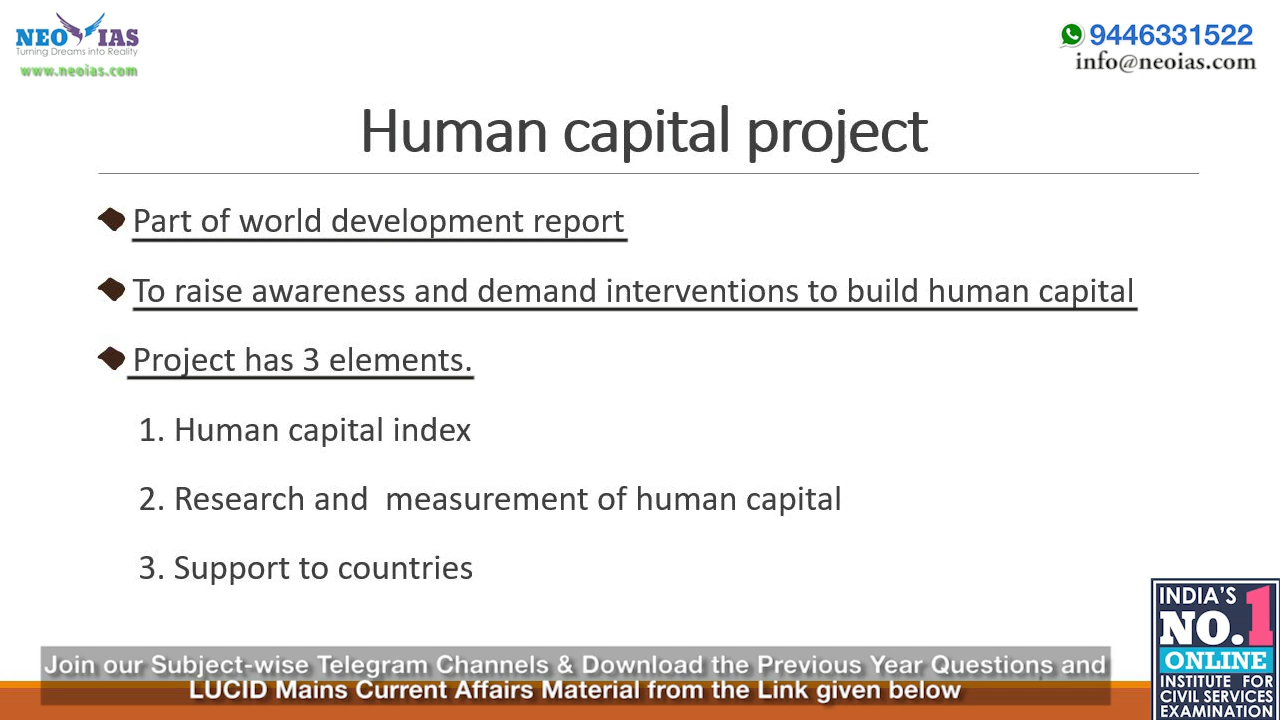 NEO IAS
Turning Dreams into Reality
www.neoias.com
9446331522
info@neoias.com
Human capital project
Part of world development report
To raise awareness and demand interventions to build human capital
Project has 3 elements.
1. Human capital index
2. Research and  measurement of human capital
3. Support to countries
Join our Subject-wise Telegram Channels & Download the Previous Year Questions and
LUCID Mains Current Affairs Material from the Link given below
INDIA'S
NO.1
ONLINE
INSTITUTE FOR
CIVIL SERVICES
EXAMINATION